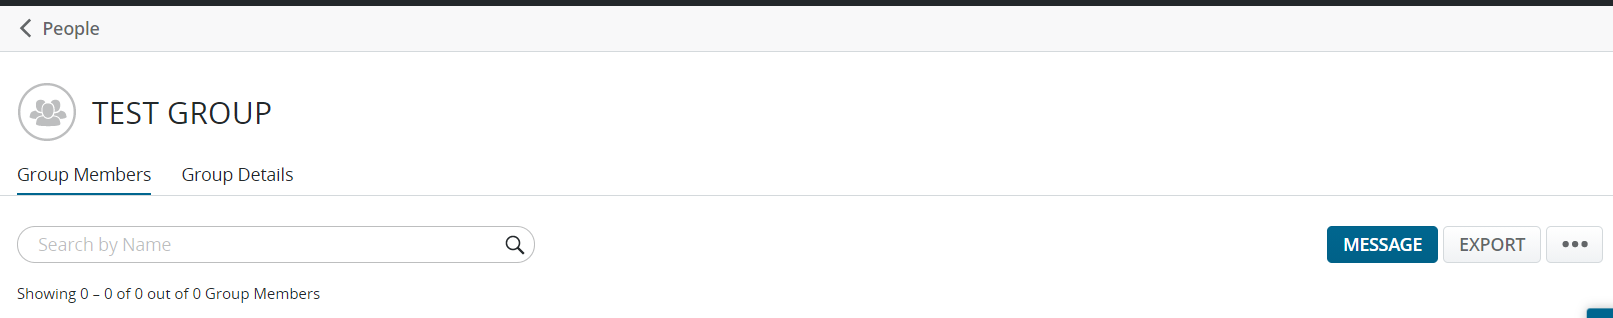 People
TEST GROUP
Group Members Group Details
Search by Name
MESSAGE EXPORT
Showing 0 – 0 of 0 out of 0 Group Members